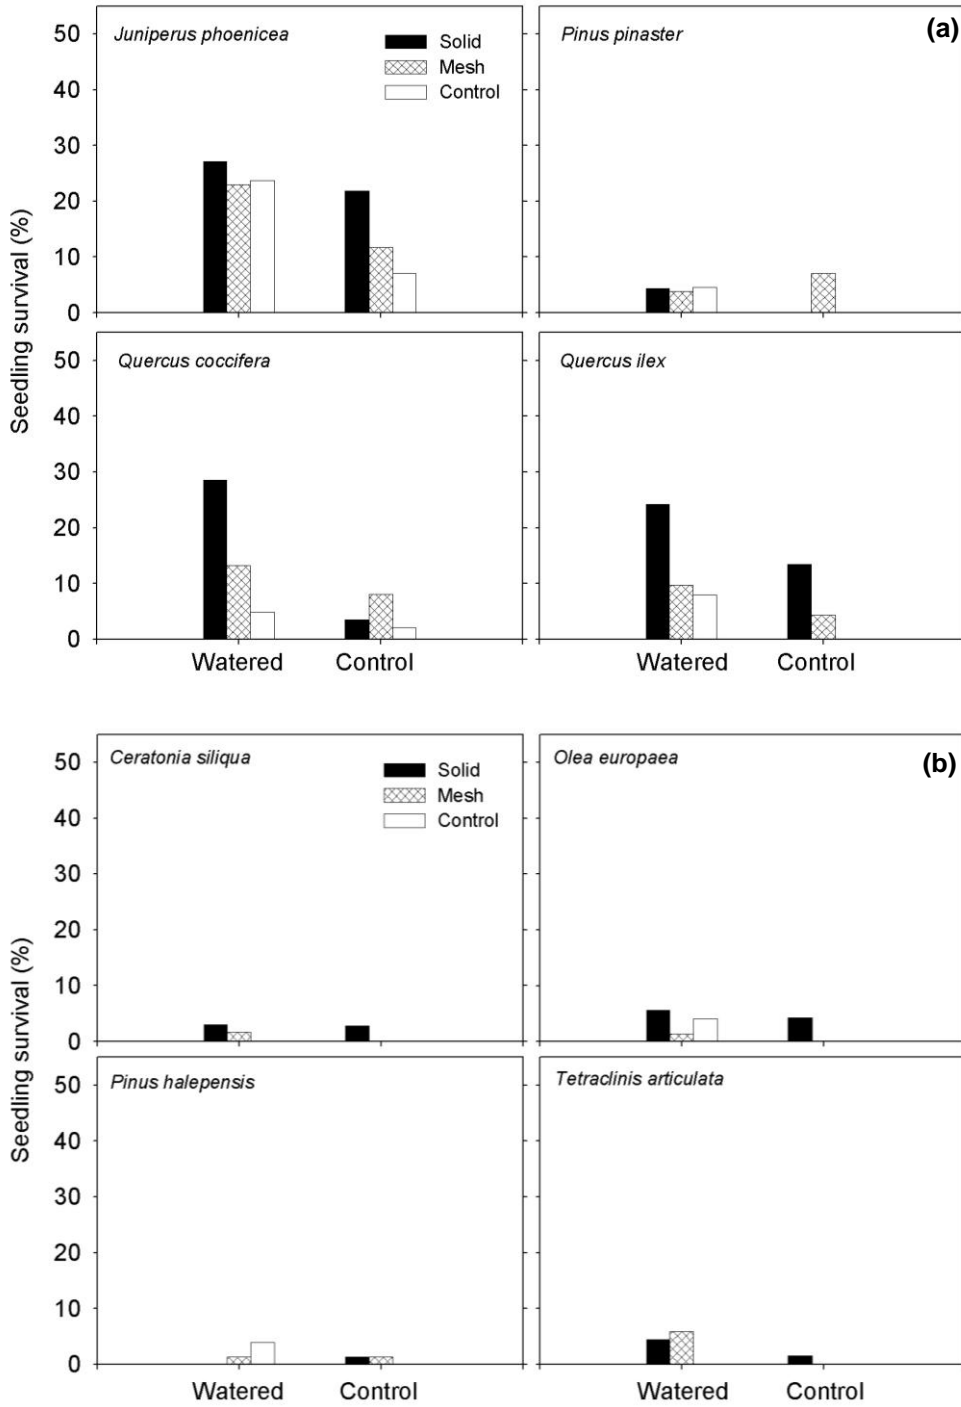 Juniperus phoenicea
Solid
Mesh
Control
Pinus pinaster
(a)
50
40
30
20
10
0
Seedling survival (%)
Quercus coccifera
Quercus ilex
50
40
30
20
10
0
Watered Control
Watered Control
Ceratonia siliqua
Solid
Mesh
Control
Olea europaea
(b)
50
40
30
20
10
0
Seedling survival (%)
Pinus halepensis
Tetraclinis articulata
50
40
30
20
10
0
Watered Control
Watered Control